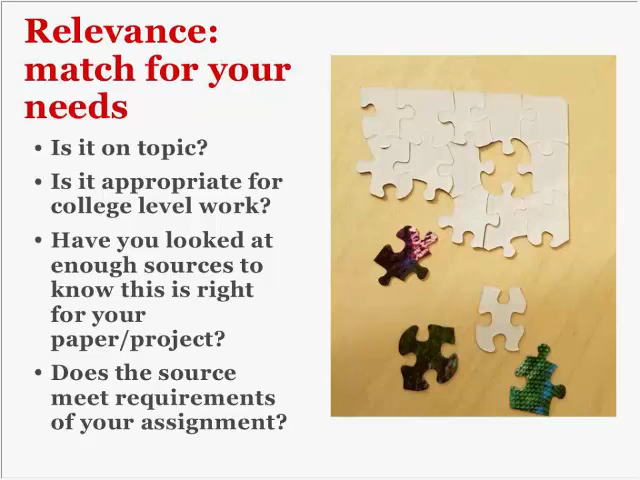 Relevance:
match for your
needs
• Is it on topic?
• Is it appropriate for
college level work?
• Have you looked at
enough sources to
know this is right
for your
paper/project?
• Does the source
meet requirements
of your assignment?